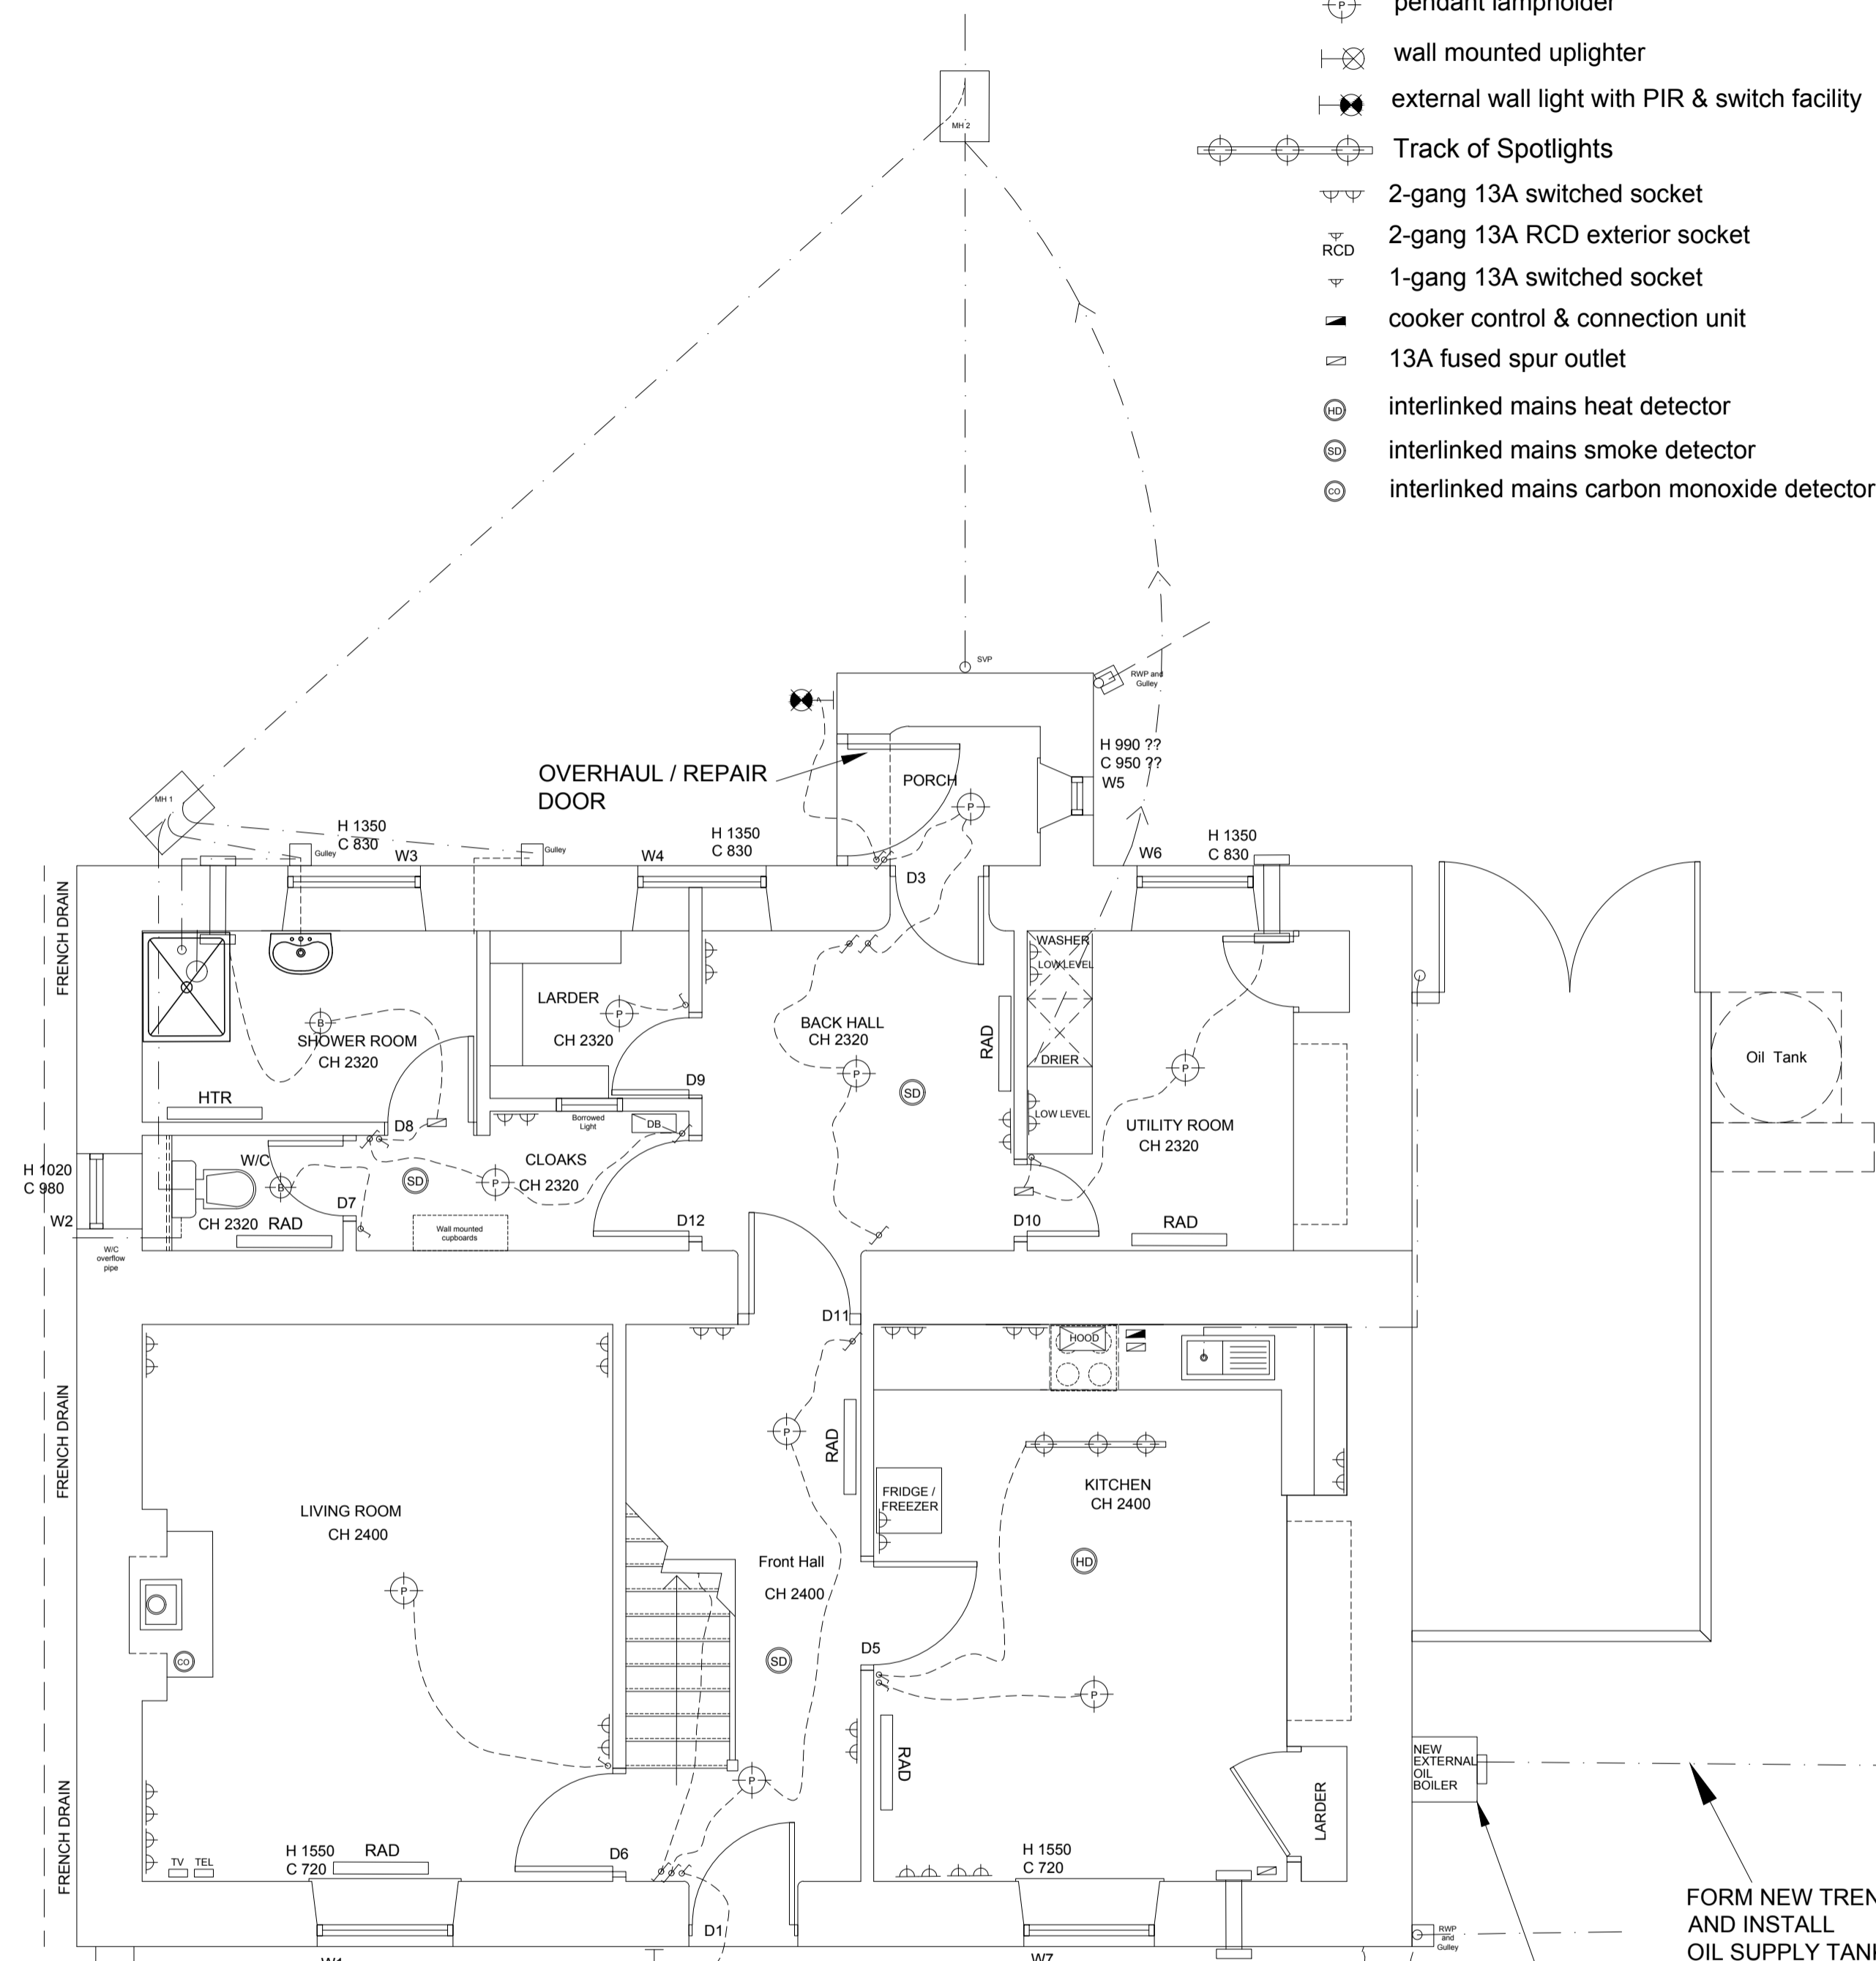 pendant lampholder
P
wall mounted uplighter
external wall light with PIR & switch facility
Track of Spotlights
2-gang 13A switched socket
RCD
2-gang 13A RCD exterior socket
1-gang 13A switched socket
cooker control & connection unit
13A fused spur outlet
HD
interlinked mains heat detector
SD
interlinked mains smoke detector
CO
interlinked mains carbon monoxide detector
MH 2
SVP
RWP and
Gulley
H 990 ??
C 950 ??
W5
OVERHAUL / REPAIR
DOOR
PORCH
P
MH 1
H 1350
C 830
Gulley
W3
Gulley
H 1350
C 830
W4
H 1350
C 830
W6
D3
FRENCH DRAIN
WASHER
LOW LEVEL
DRIER
LOW LEVEL
LARDER
P
CH 2320
B
SHOWER ROOM
CH 2320
HTR
BACK HALL
CH 2320
P
SD
RAD
P
UTILITY ROOM
CH 2320
Oil Tank
D9
Borrowed
Light
DB
D8
W/C
B
CH 2320
RAD
D7
SD
CLOAKS
P
CH 2320
Wall mounted
cupboards
D12
D10
RAD
H 1020
C 980
W2
W/C
overflow
pipe
D11
HOOD
FRENCH DRAIN
P
RAD
LIVING ROOM
CH 2400
P
CO
Front Hall
CH 2400
SD
FRIDGE /
FREEZER
KITCHEN
CH 2400
HD
D5
P
P
RAD
LARDER
NEW
EXTERNAL
OIL
BOILER
FRENCH DRAIN
TV
TEL
H 1550
C 720
RAD
D6
H 1550
C 720
D1
W1
W7
RWP
and
Gulley
FORM NEW TREN
AND INSTALL
OIL SUPPLY TANK